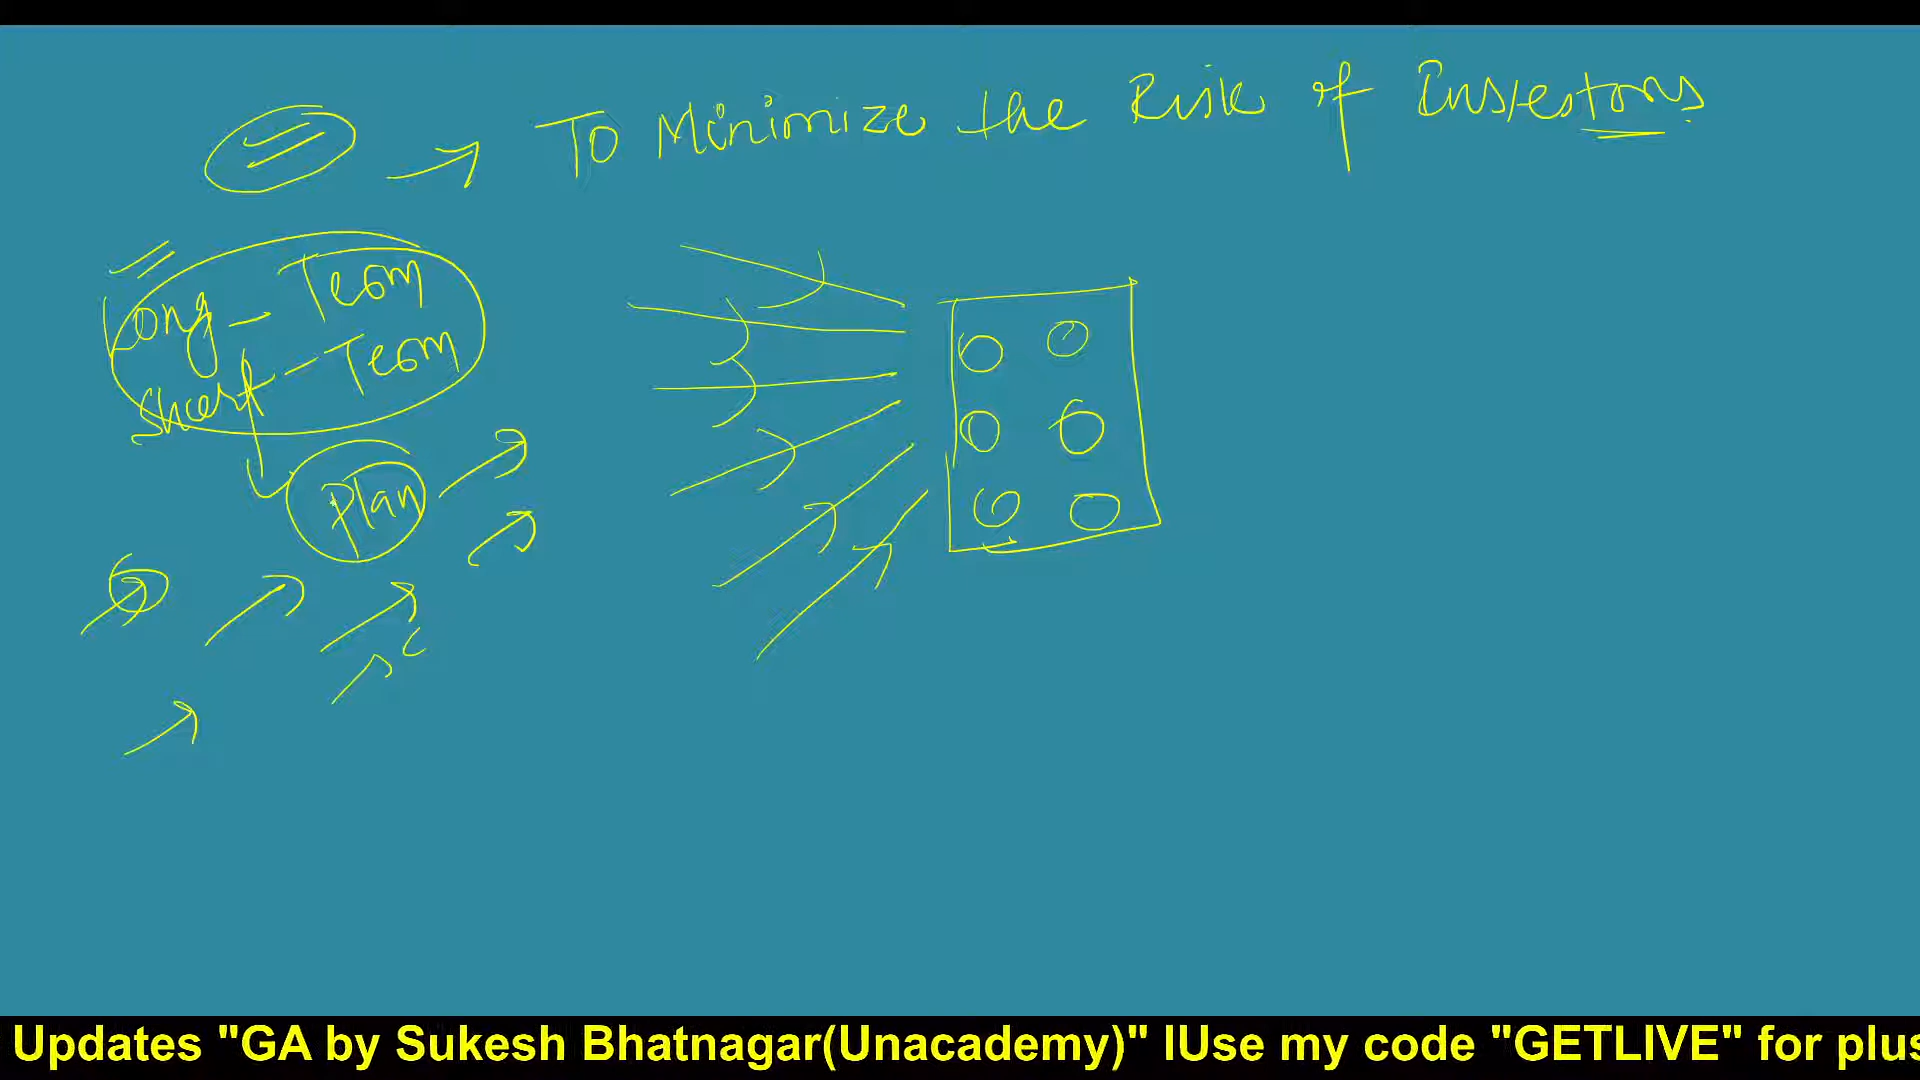 To Minimize the Risk of Investors
Long - Term
Short - Term
Plan
Updates "GA by Sukesh Bhatnagar(Unacademy)" IUse my code "GETLIVE" for plus